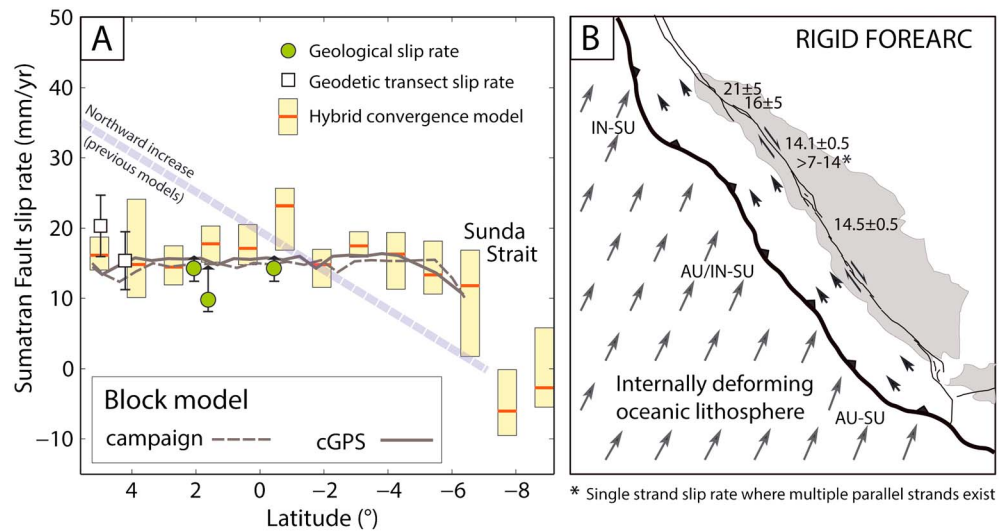 A
Sumatran Fault slip rate (mm/yr)
50
40
30
20
10
0
−10
Geological slip rate
Geodetic transect slip rate
Hybrid convergence model
Northward increase
(previous models)
Sunda
Strait
Block model
campaign
cGPS
4
2
0
−2
−4
−6
−8
Latitude (°)
B
RIGID FOREARC
21±5
16±5
IN-SU
14.1±0.5
>7-14*
14.5±0.5
AU/IN-SU
Internally deforming
oceanic lithosphere
AU-SU
* Single strand slip rate where multiple parallel strands exist